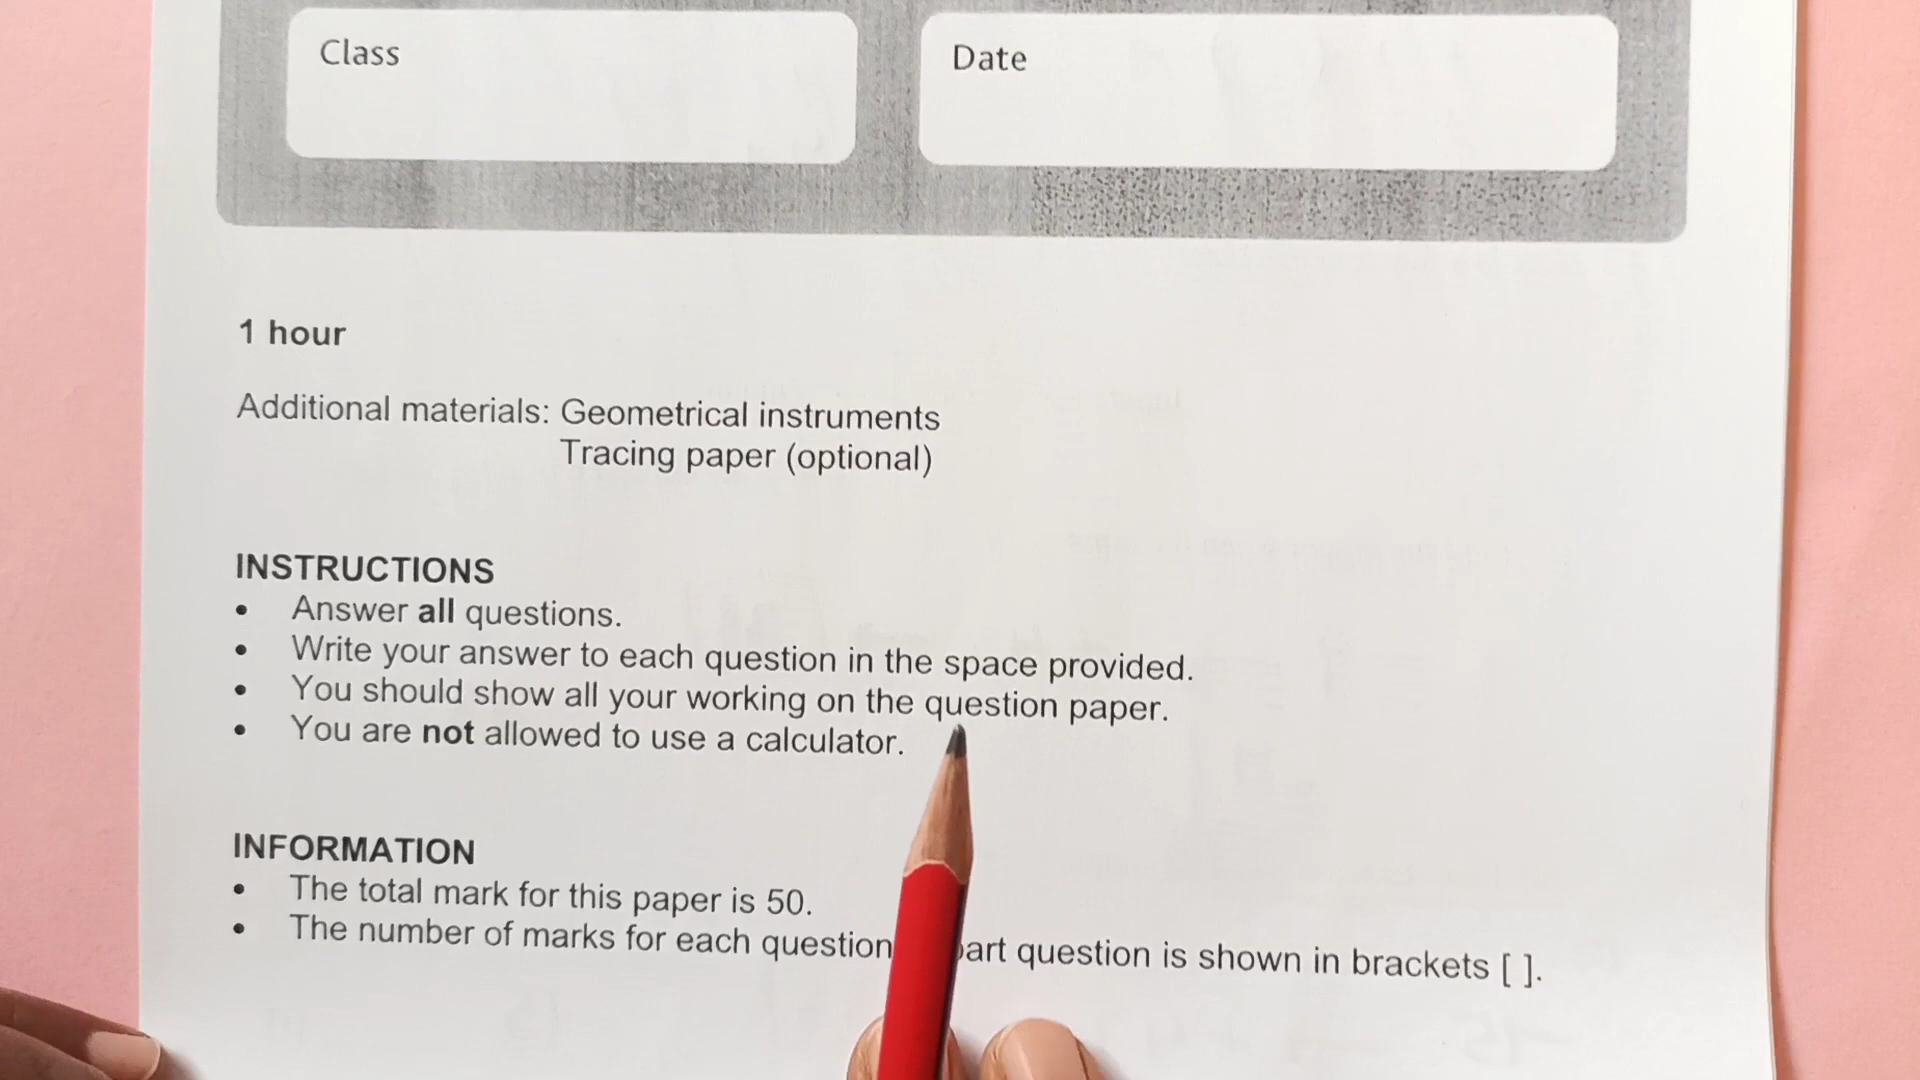 Class
Date
1 hour
Additional materials: Geometrical instruments
Tracing paper (optional)
INSTRUCTIONS
• Answer all questions.
• Write your answer to each question in the space provided.
• You should show all your working on the question paper.
• You are not allowed to use a calculator.
INFORMATION
• The total mark for this paper is 50.
• The number of marks for each question part question is shown in brackets [ ].